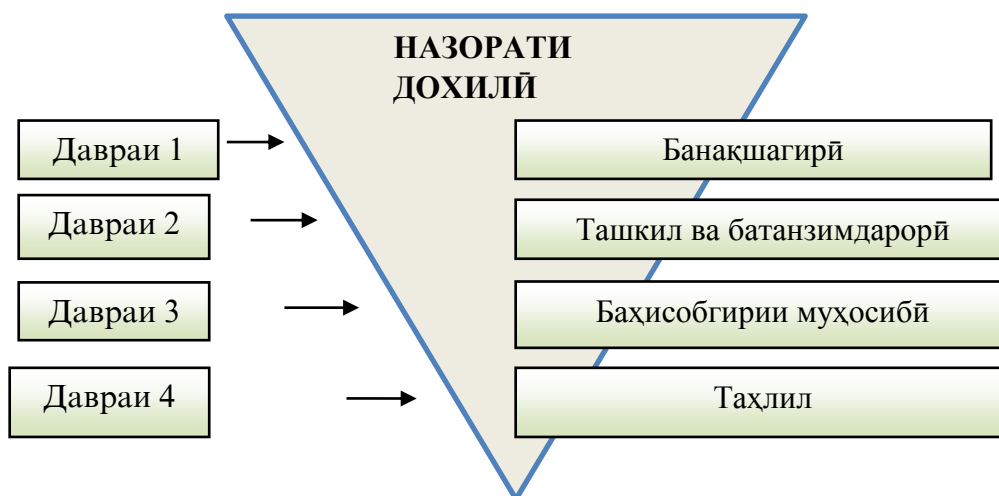 НАЗОРАТИ
ДОХИЛӢ
Давраи 1
Банақшагирӣ
Давраи 2
Ташкил ва батанзимдарорӣ
Давраи 3
Баҳисобгирии муҳосибӣ
Давраи 4
Таҳлил